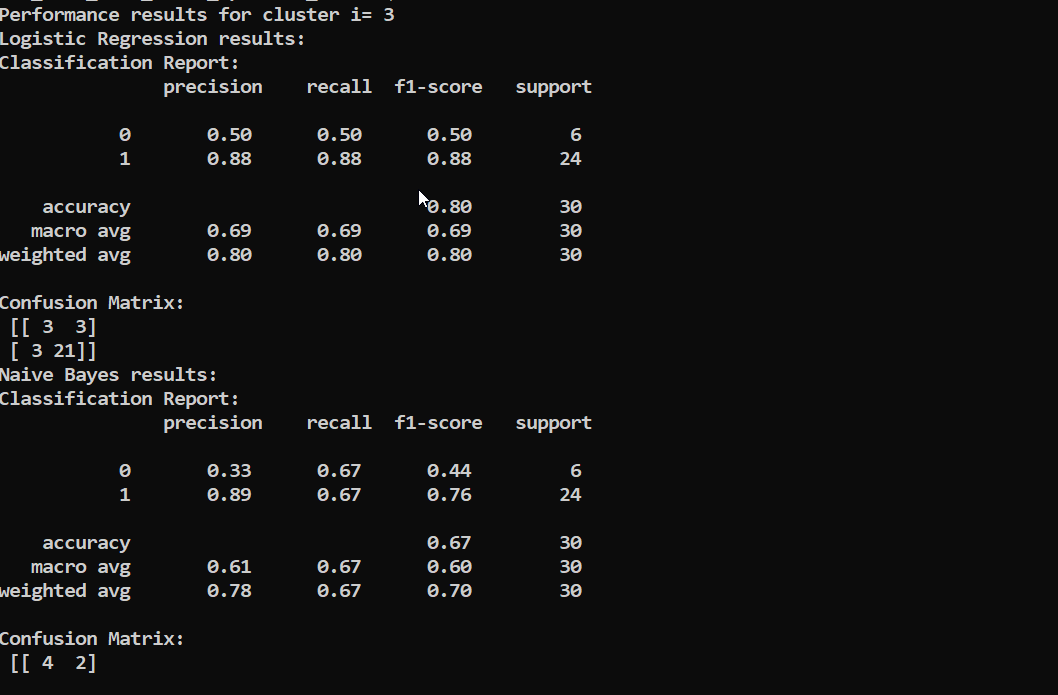 Performance results for cluster i= 3
Logistic Regression results:
Classification Report:
precision recall f1-score support
0 0.50 0.50 0.50 6
1 0.88 0.88 0.88 24
accuracy 0.80 30
macro avg 0.69 0.69 0.69 30
weighted avg 0.80 0.80 0.80 30
Confusion Matrix:
[[ 3 3]
[ 3 21]]
Naive Bayes results:
Classification Report:
precision recall f1-score support
0 0.33 0.67 0.44 6
1 0.89 0.67 0.76 24
accuracy 0.67 30
macro avg 0.61 0.67 0.60 30
weighted avg 0.78 0.67 0.70 30
Confusion Matrix:
[[ 4 2]